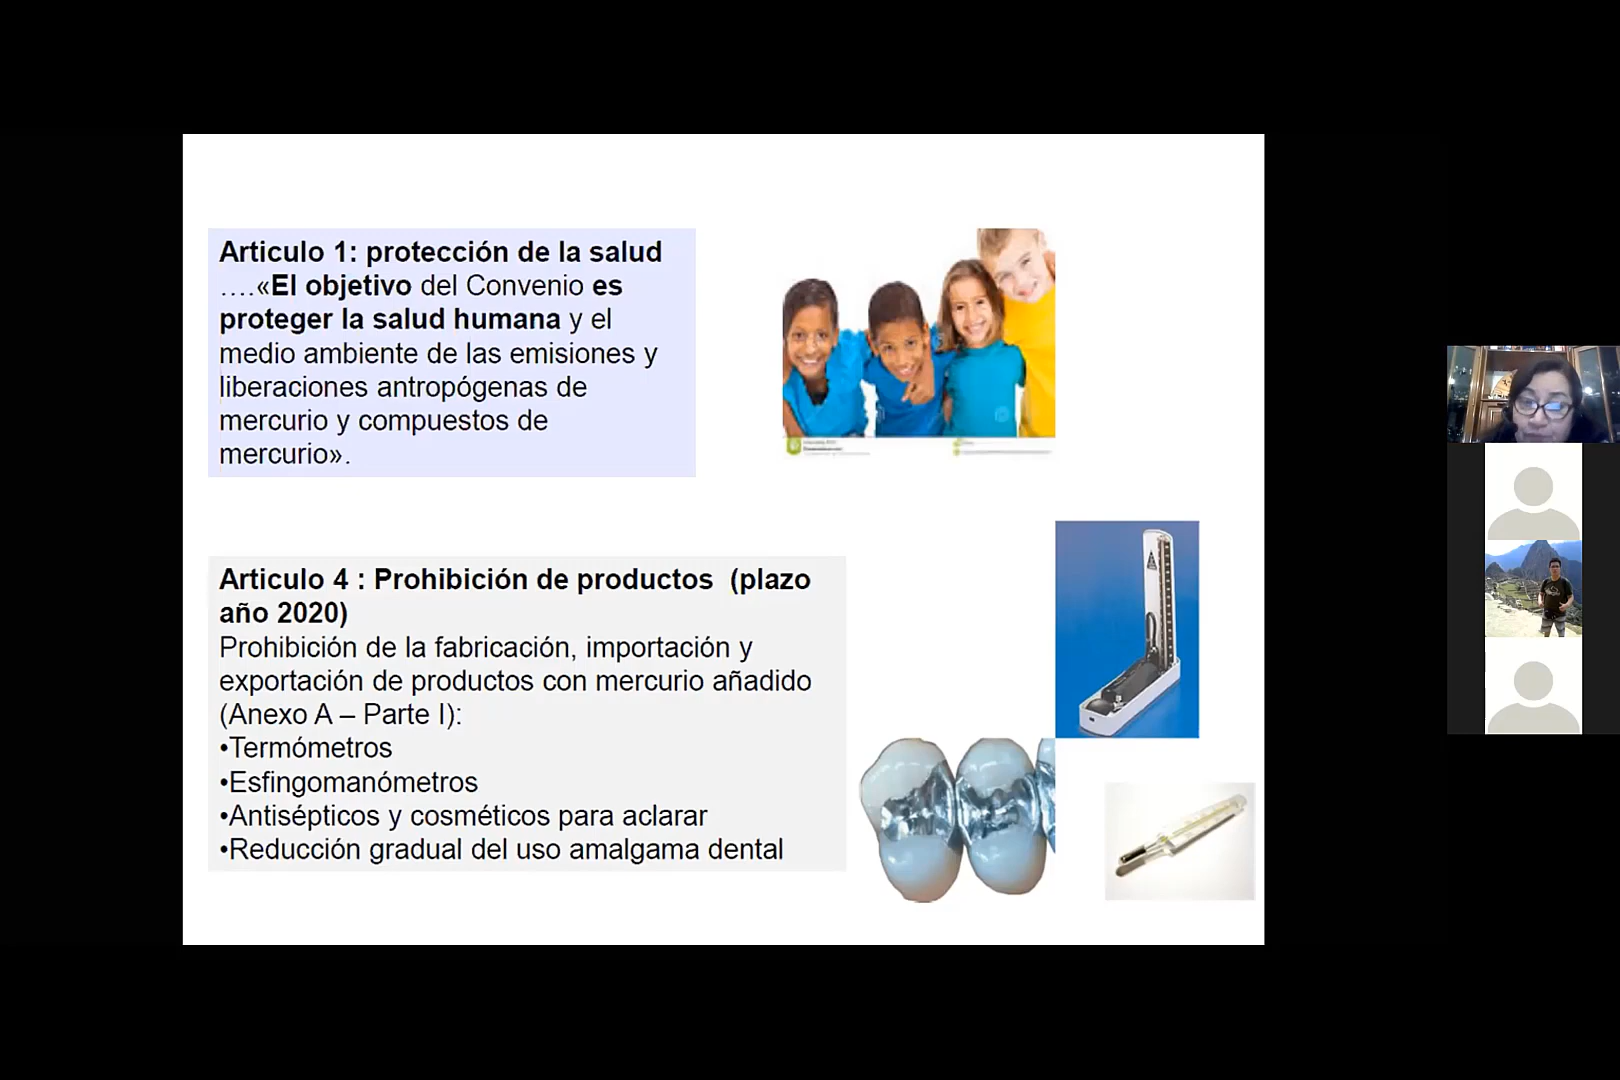 Articulo 1: protección de la salud
….«El objetivo del Convenio es
proteger la salud humana y el
medio ambiente de las emisiones y
liberaciones antropógenas de
mercurio y compuestos de
mercurio».
Articulo 4 : Prohibición de productos (plazo
año 2020)
Prohibición de la fabricación, importación y
exportación de productos con mercurio añadido
(Anexo A – Parte I):
•Termómetros
•Esfingomanómetros
•Antisépticos y cosméticos para aclarar
•Reducción gradual del uso amalgama dental